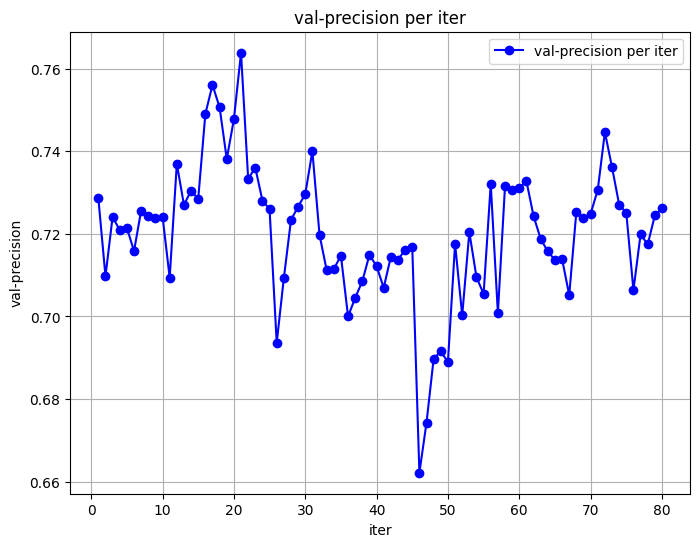 val-precision per iter
val-precision per iter
0.76
0.74
0.72
0.70
0.68
0.66
val-precision
0 10 20 30 40 50 60 70 80
iter